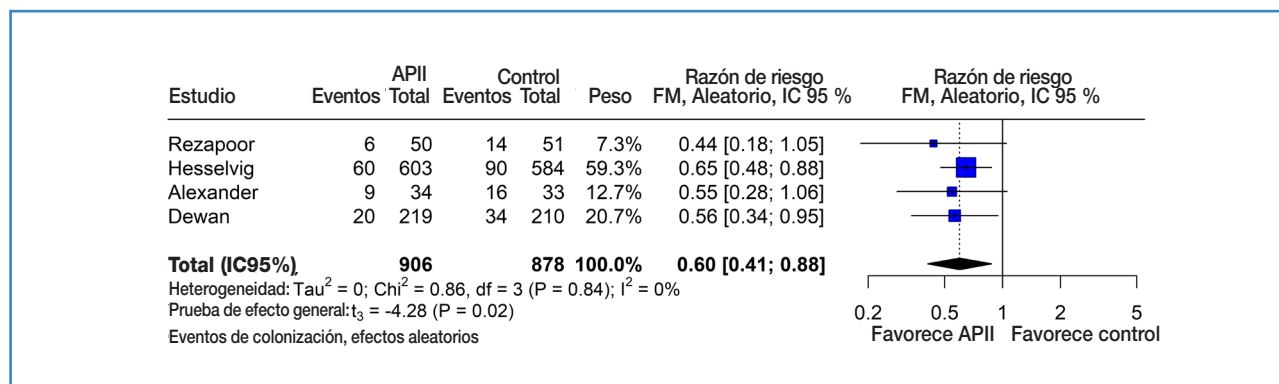 APII Control Razón de riesgo Razón de riesgo
Estudio Eventos Total Eventos Total Peso FM, Aleatorio, IC 95 % FM, Aleatorio, IC 95 %
Rezapoor 6 50 14 51 7.3% 0.44 [0.18; 1.05]
Hesselvig 60 603 90 584 59.3% 0.65 [0.48; 0.88]
Alexander 9 34 16 33 12.7% 0.55 [0.28; 1.06]
Dewan 20 219 34 210 20.7% 0.56 [0.34; 0.95]
Total (IC95%) 906 878 100.0% 0.60 [0.41; 0.88]
Heterogeneidad: Tau² = 0; Chi² = 0.86, df = 3 (P = 0.84); I² = 0%
Prueba de efecto general: t₃ = -4.28 (P = 0.02)
Eventos de colonización, efectos aleatorios
0.2 0.5 1 2 5
Favorece APII Favorece control